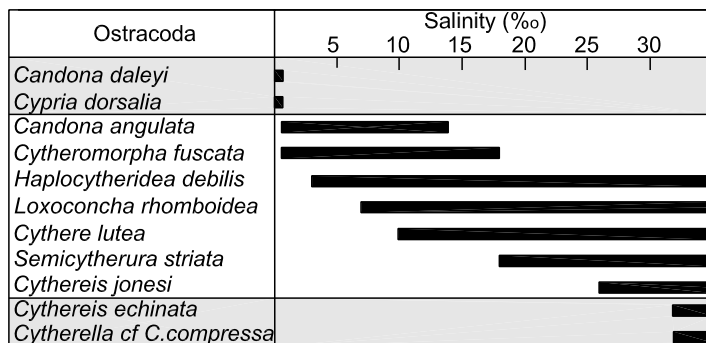 Ostracoda
Salinity (‰)
5 10 15 20 25 30
Candona daleyi
Cypria dorsalia
Candona angulata
Cytheromorpha fuscata
Haplocytheridea debilis
Loxoconcha rhomboidea
Cythere lutea
Semicytherura striata
Cythereis jonesi
Cythereis echinata
Cytherella cf C.compressa